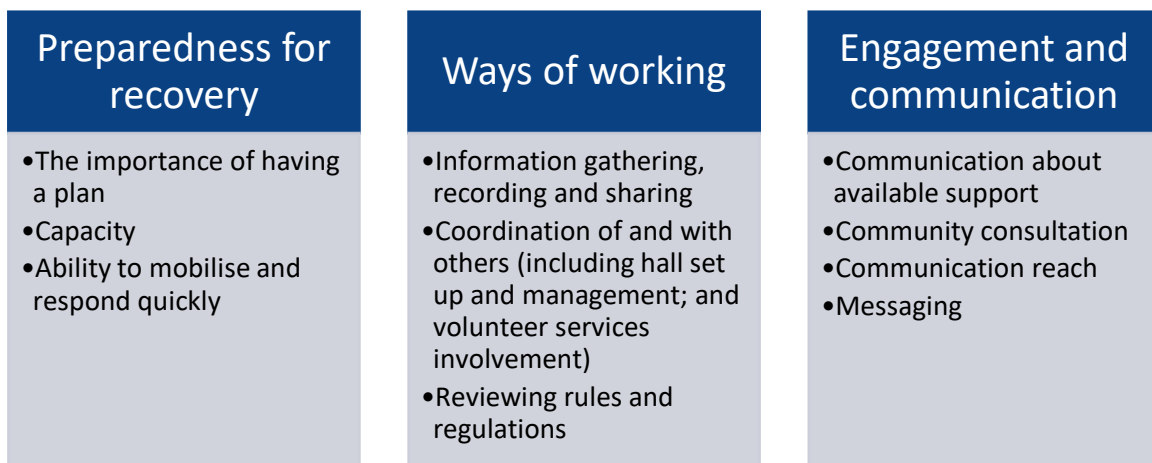 Preparedness for
recovery
•The importance of having
a plan
•Capacity
•Ability to mobilise and
respond quickly
Ways of working
•Information gathering,
recording and sharing
•Coordination of and with
others (including hall set
up and management; and
volunteer services
involvement)
•Reviewing rules and
regulations
Engagement and
communication
•Communication about
available support
•Community consultation
•Communication reach
•Messaging